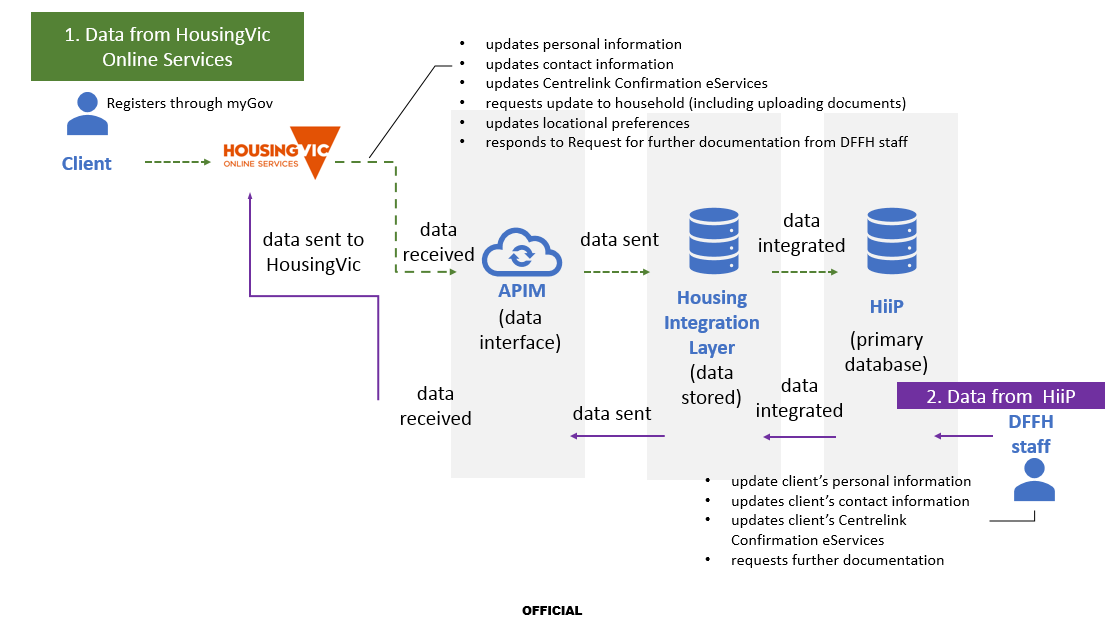 1. Data from HousingVic
Online Services
Registers through myGov
Client
HOUSINGVIC
ONLINE SERVICES
• updates personal information
• updates contact information
• updates Centrelink Confirmation eServices
• requests update to household (including uploading documents)
• updates locational preferences
• responds to Request for further documentation from DFFH staff
data sent to
HousingVic
data
received
APIM
(data
interface)
data sent
Housing
Integration
Layer
(data
stored)
data
integrated
HiiP
(primary
database)
2. Data from HiiP
DFFH
staff
data
integrated
data sent
data
received
• update client’s personal information
• updates client’s contact information
• updates client’s Centrelink
Confirmation eServices
• requests further documentation
OFFICIAL